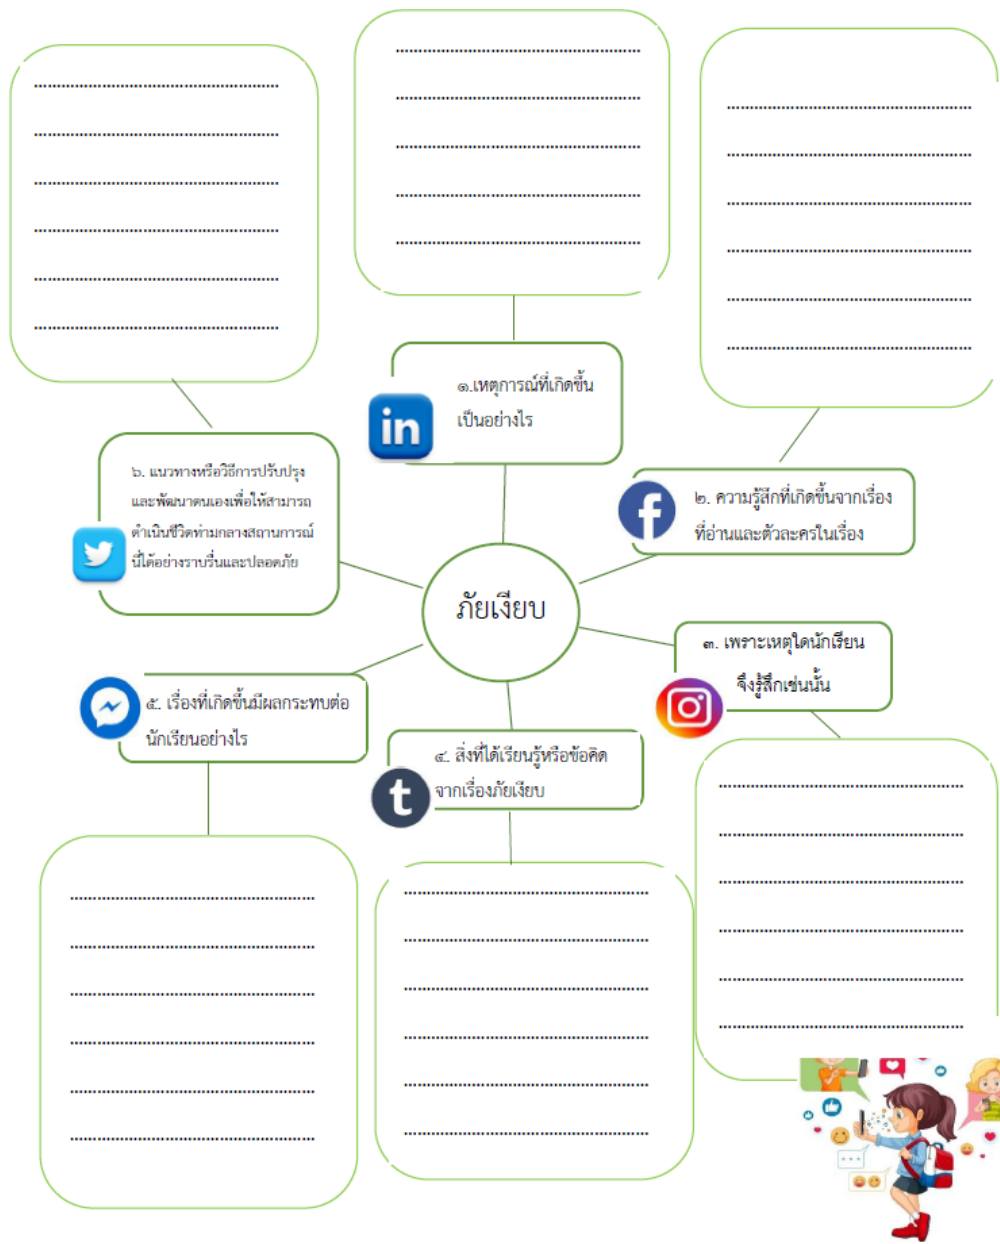 ๑.เหตุการณ์ที่เกิดขึ้น
เป็นอย่างไร
in
๖. แนวทางหรือวิธีการปรับปรุง
และพัฒนาตนเองเพื่อให้สามารถ
ดำเนินชีวิตท่ามกลางสถานการณ์
นี้ได้อย่างราบรื่นและปลอดภัย
f
๒. ความรู้สึกที่เกิดขึ้นจากเรื่อง
ที่อ่านและตัวละครในเรื่อง
ภัยเงียบ
๓. เพราะเหตุใดนักเรียน
จึงรู้สึกเช่นนั้น
๕. เรื่องที่เกิดขึ้นมีผลกระทบต่อ
นักเรียนอย่างไร
๔. สิ่งที่ได้เรียนรู้หรือข้อคิด
จากเรื่องภัยเงียบ
t